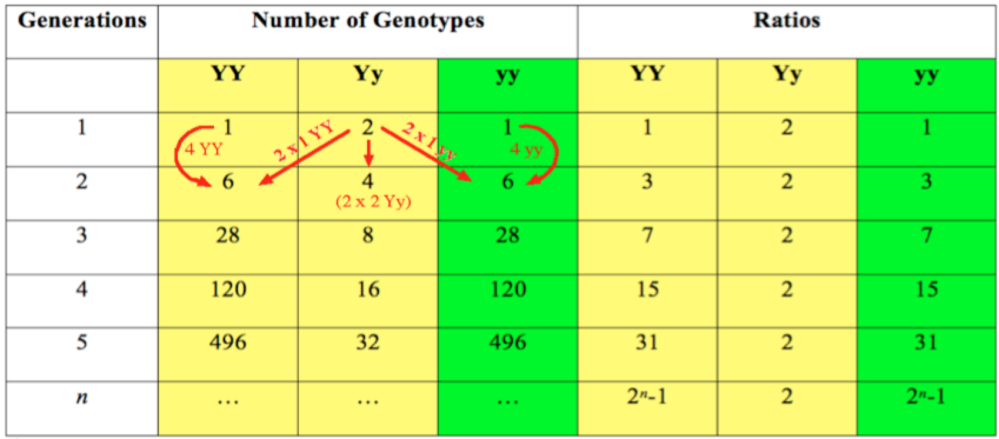 Generations Number of Genotypes Ratios
YY Yy yy YY Yy yy
1 1 2 1 1 2 1
4 YY 2 x 1 YY 2 x 1 yy 4 yy
2 6 4 6 3 2 3
(2 x 2 Yy)
3 28 8 28 7 2 7
4 120 16 120 15 2 15
5 496 32 496 31 2 31
n ... ... ... 2ⁿ-1 2 2ⁿ-1